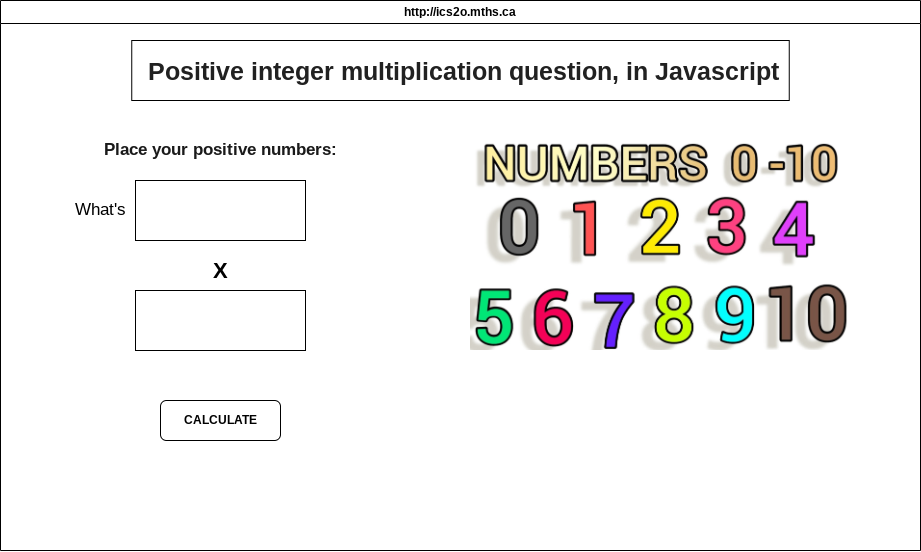 http://ics2o.mths.ca
Positive integer multiplication question, in Javascript
Place your positive numbers:
What's
X
CALCULATE
NUMBERS 0 -10
0 1 2 3 4
5 6 7 8 9 10